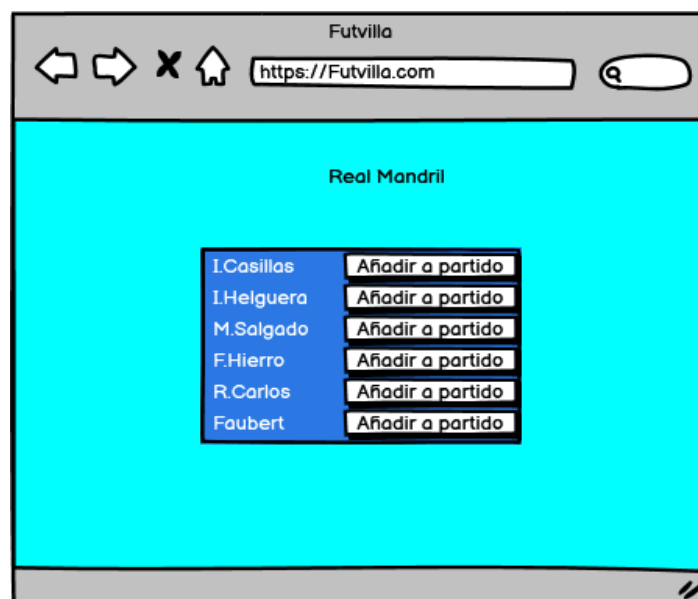 Futvilla
https://Futvilla.com
Real Mandril
I.Casillas Añadir a partido
I.Helguera Añadir a partido
M.Salgado Añadir a partido
F.Hierro Añadir a partido
R.Carlos Añadir a partido
Faubert Añadir a partido